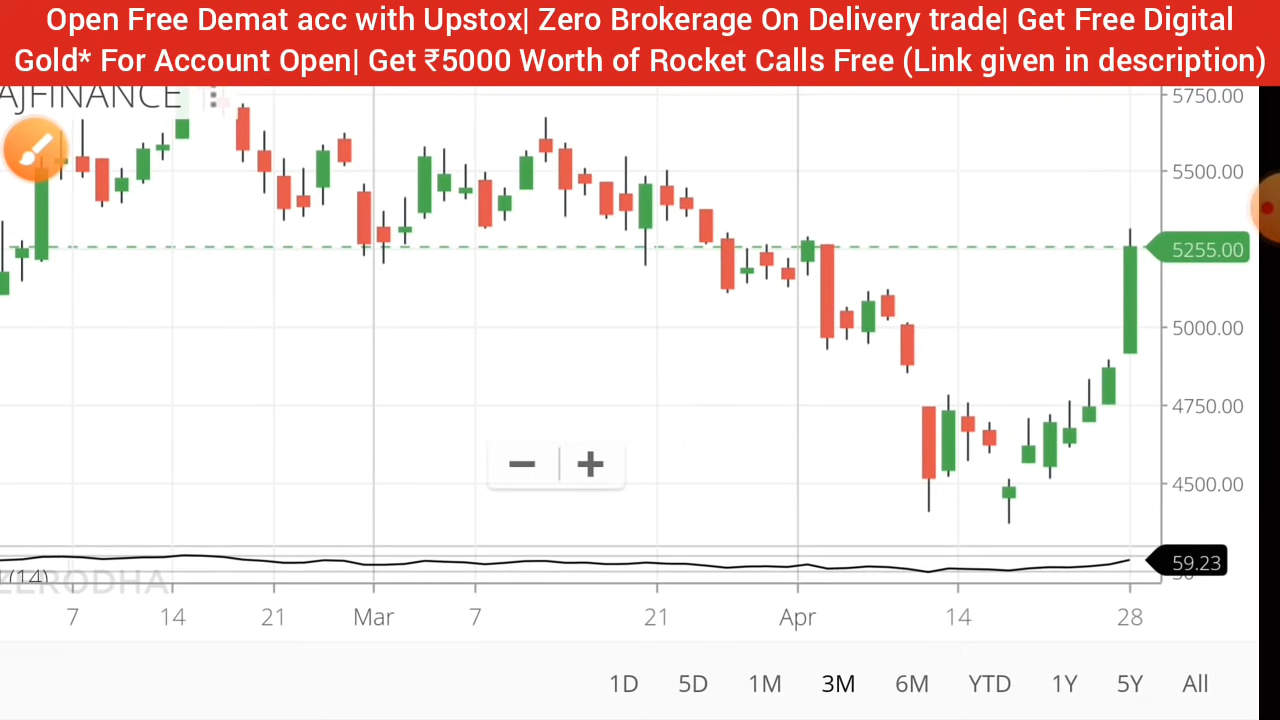 Open Free Demat acc with Upstox| Zero Brokerage On Delivery trade| Get Free Digital
Gold* For Account Open| Get ₹5000 Worth of Rocket Calls Free (Link given in description)
AJFINANCE
5750.00
5500.00
5255.00
5000.00
4750.00
4500.00
59.23
(14)
ZERODHA
7 14 21 Mar 7 21 Apr 14 28
1D 5D 1M 3M 6M YTD 1Y 5Y All